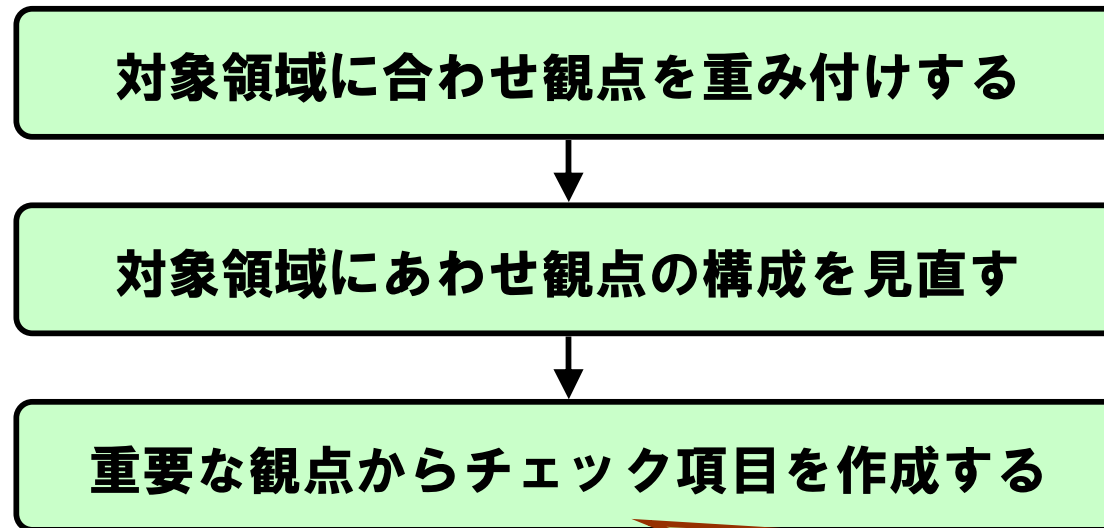 対象領域に合わせ観点を重み付けする
対象領域にあわせ観点の構成を見直す
重要な観点からチェック項目を作成する